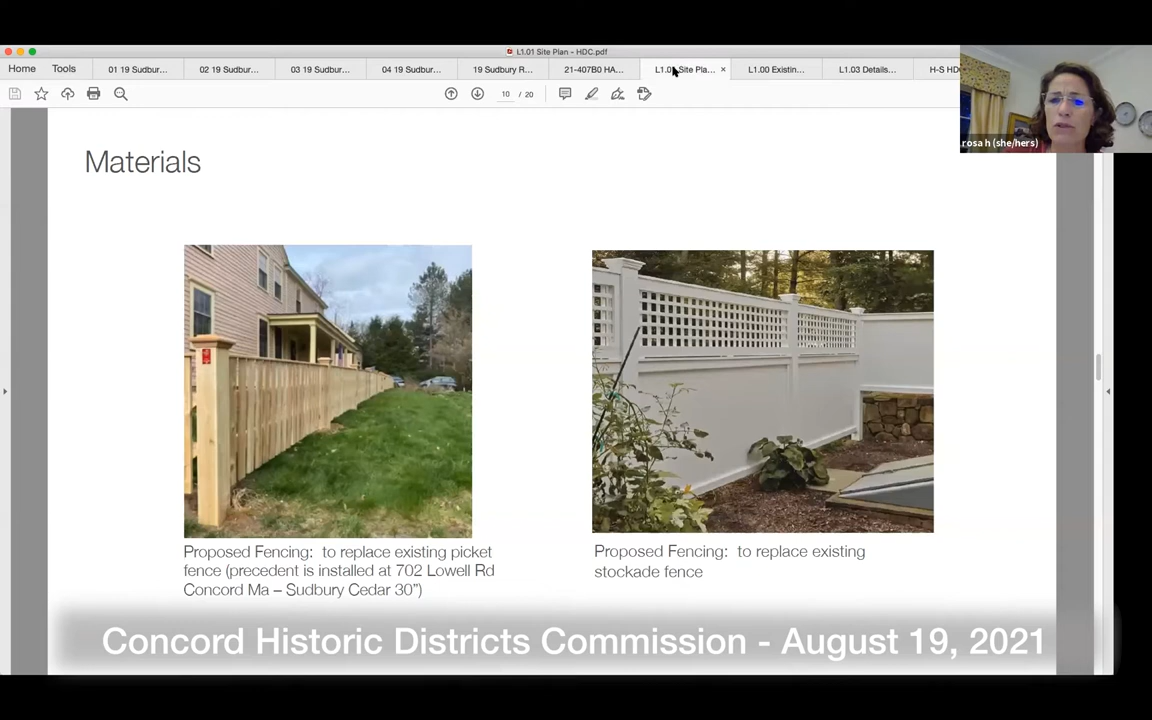 L1.01 Site Plan - HDC.pdf
Home Tools 01 19 Sudbur... 02 19 Sudbur... 03 19 Sudbur... 04 19 Sudbur... 19 Sudbury R... 21-407B0 HA... L1.01 Site Pla... × L1.00 Existin... L1.03 Details... H-S HD
10 / 20
rosa h (she/hers)
Materials
Proposed Fencing: to replace existing picket
fence (precedent is installed at 702 Lowell Rd
Concord Ma – Sudbury Cedar 30”)
Proposed Fencing: to replace existing
stockade fence
Concord Historic Districts Commission - August 19, 2021